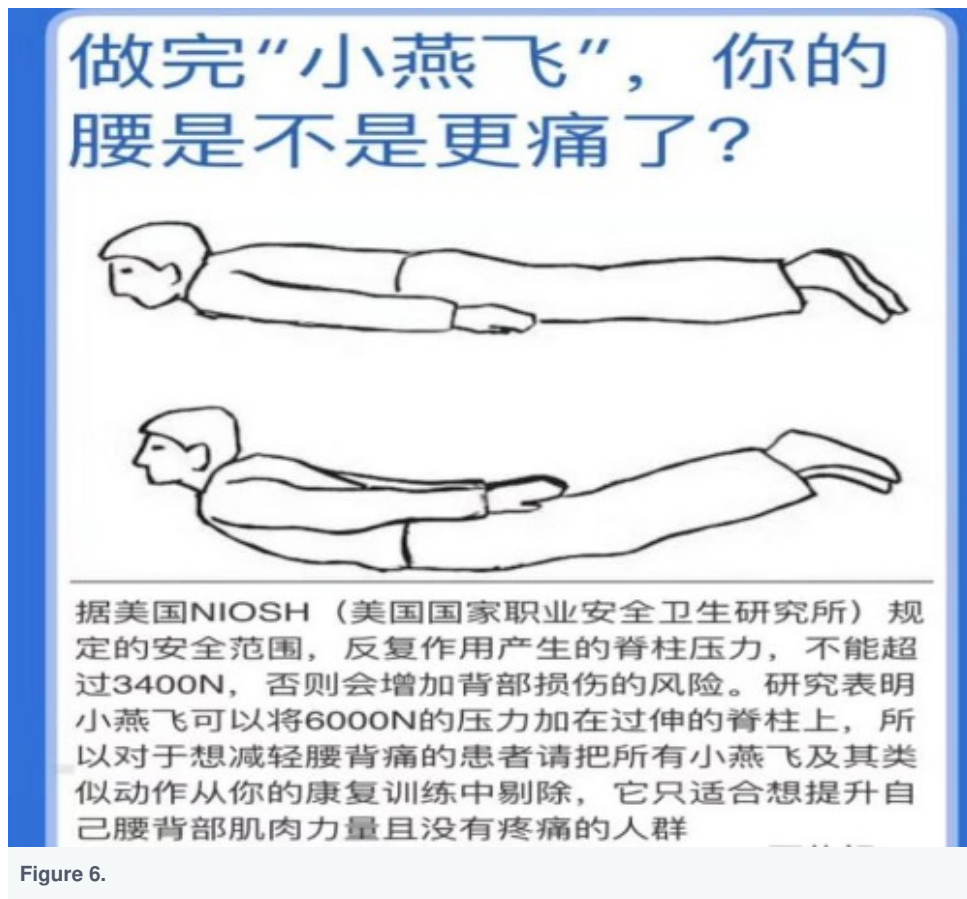 做完“小燕飞”，你的
腰是不是更痛了?
据美国NIOSH（美国国家职业安全卫生研究所）规
定的安全范围，反复作用产生的脊柱压力，不能超
过3400N，否则会增加背部损伤的风险。研究表明
小燕飞可以将6000N的压力加在过伸的脊柱上，所
以对于想减轻腰背痛的患者请把所有小燕飞及其类
似动作从你的康复训练中剔除，它只适合想提升自
己腰背部肌肉力量且没有疼痛的人群
Figure 6.